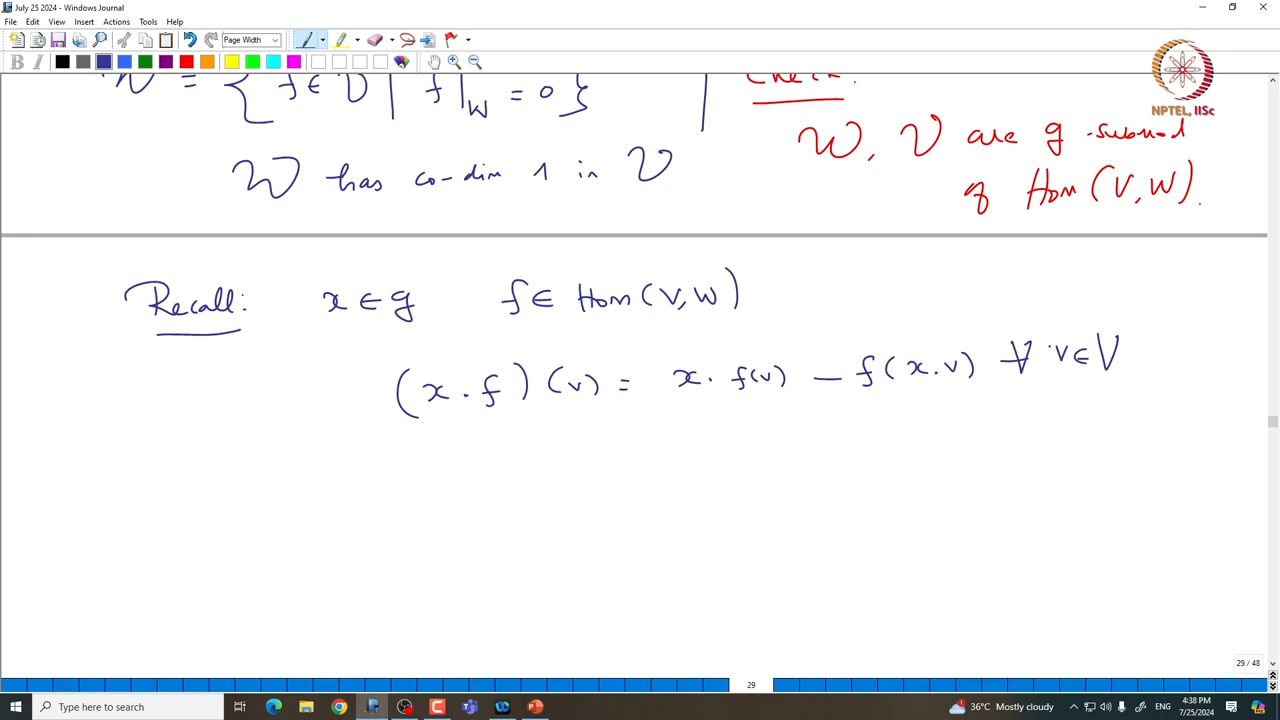 July 25 2024 - Windows Journal
File Edit View Insert Actions Tools Help
Page Width
B I
NPTEL, IISc
W = { f ∈ V | f|_W = 0 }
Check:
W has co-dim 1 in V
W, V are g-submod
of Hom(V,W).
Recall: x ∈ g f ∈ Hom(V,W)
(x.f)(v) = x. f(v) — f(x.v) ∀ v ∈ V
29 / 48
29
Type here to search
36°C Mostly cloudy
ENG
4:38 PM
7/25/2024